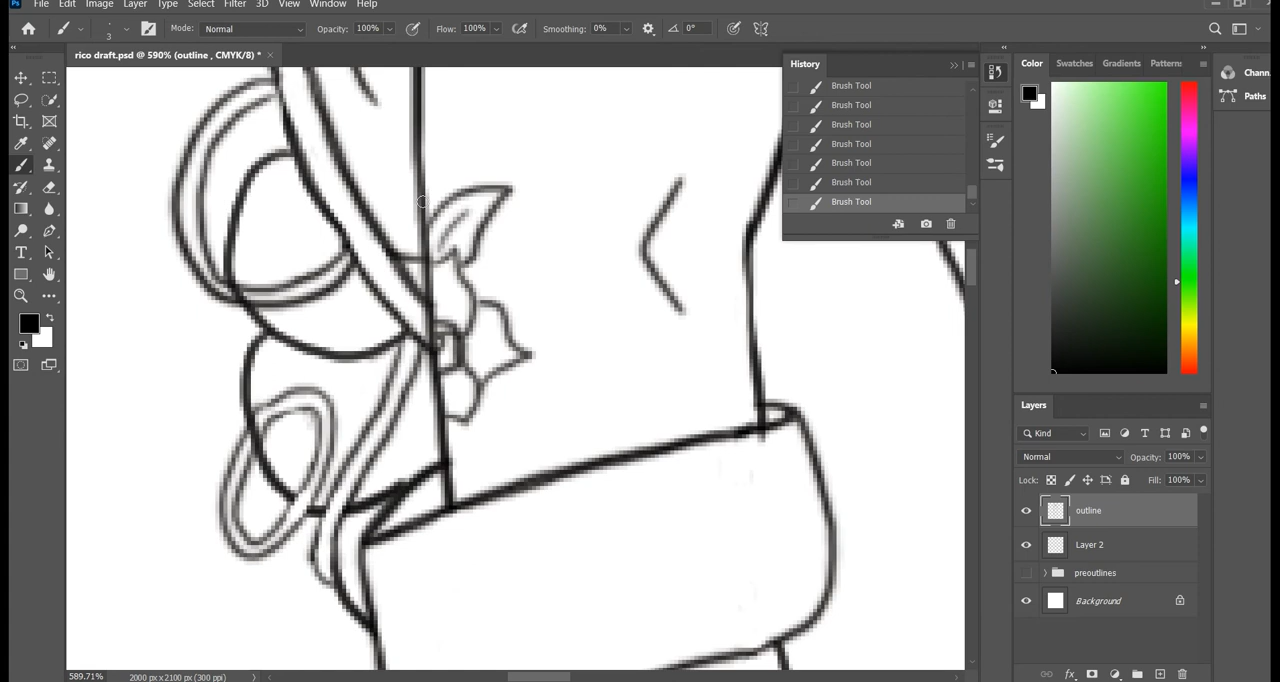 File Edit Image Layer Type Select Filter 3D View Window Help
3 Mode: Normal Opacity: 100% Flow: 100% Smoothing: 0% 0°
rico draft.psd @ 590% (outline , CMYK/8) * ×
History
Brush Tool
Brush Tool
Brush Tool
Brush Tool
Brush Tool
Brush Tool
Brush Tool
Color Swatches Gradients Patterns
Chann
Paths
Layers
Kind
Normal Opacity: 100%
Lock: Fill: 100%
outline
Layer 2
preoutlines
Background
589.71% 2000 px x 2100 px (300 ppi)